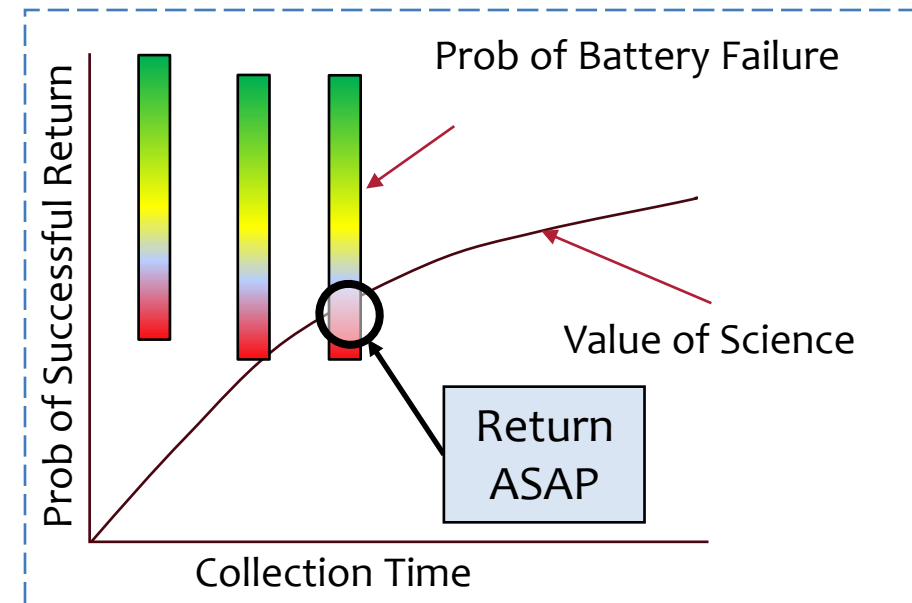 Prob of Battery Failure
Prob of Successful Return
Value of Science
Return
ASAP
Collection Time